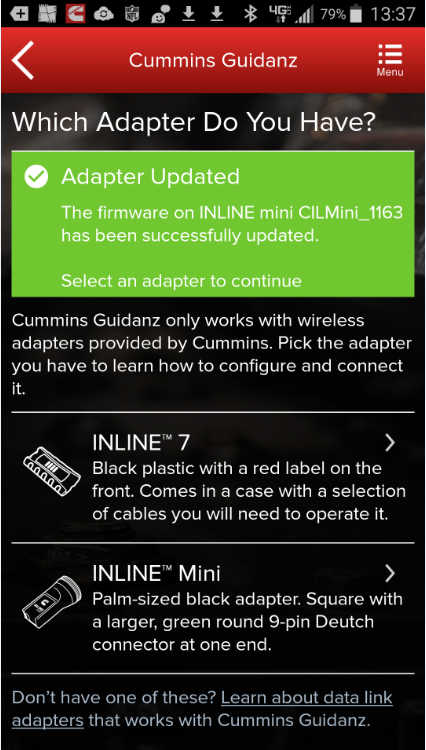 4G 79% 13:37
Cummins Guidanz
Menu
Which Adapter Do You Have?
Adapter Updated
The firmware on INLINE mini CILMini_1163
has been successfully updated.
Select an adapter to continue
Cummins Guidanz only works with wireless
adapters provided by Cummins. Pick the adapter
you have to learn how to configure and connect
it.
INLINE™ 7
Black plastic with a red label on the
front. Comes in a case with a selection
of cables you will need to operate it.
INLINE™ Mini
Palm-sized black adapter. Square with
a larger, green round 9-pin Deutch
connector at one end.
Don't have one of these? Learn about data link
adapters that works with Cummins Guidanz.